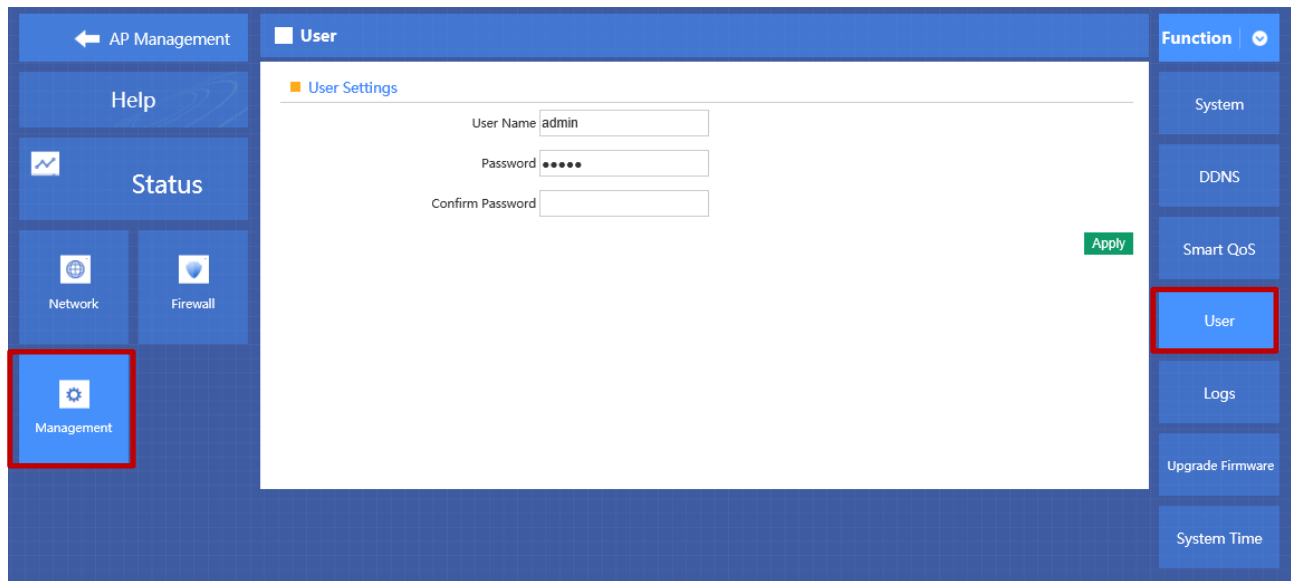 AP Management
Help
Status
Network
Firewall
Management
User
User Settings
User Name admin
Password •••••
Confirm Password
Apply
Function
System
DDNS
Smart QoS
User
Logs
Upgrade Firmware
System Time